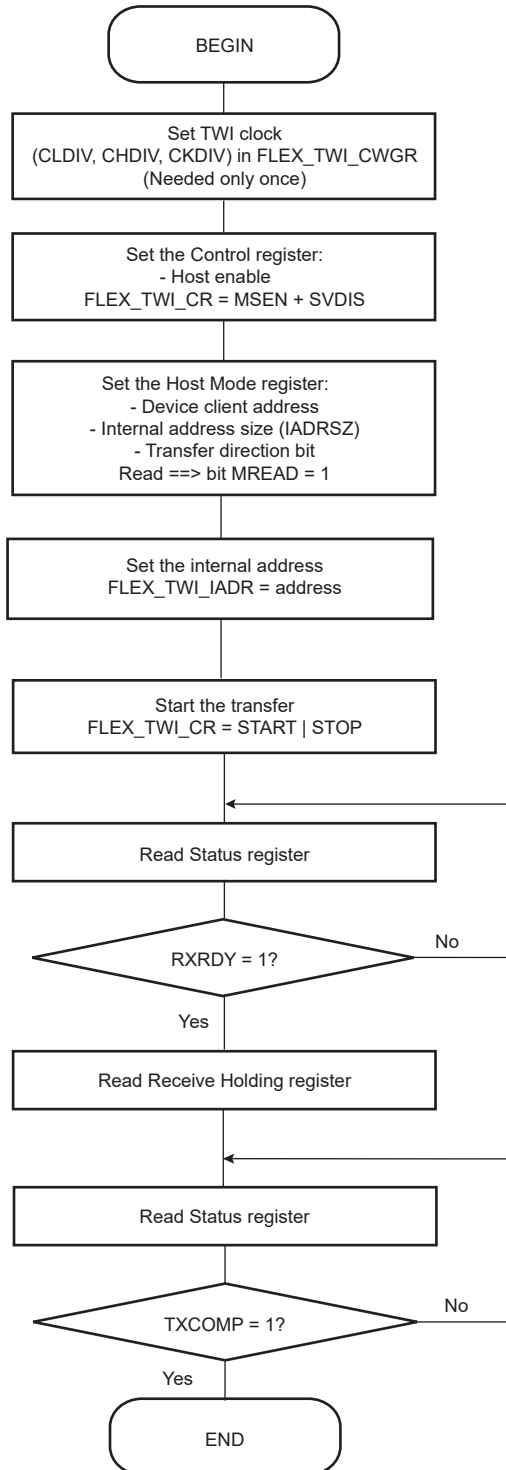 BEGIN
Set TWI clock
(CLDIV, CHDIV, CKDIV) in FLEX_TWI_CWGR
(Needed only once)
Set the Control register:
- Host enable
FLEX_TWI_CR = MSEN + SVDIS
Set the Host Mode register:
- Device client address
- Internal address size (IADRSZ)
- Transfer direction bit
Read ==> bit MREAD = 1
Set the internal address
FLEX_TWI_IADR = address
Start the transfer
FLEX_TWI_CR = START | STOP
Read Status register
RXRDY = 1?
No
Yes
Read Receive Holding register
Read Status register
TXCOMP = 1?
No
Yes
END